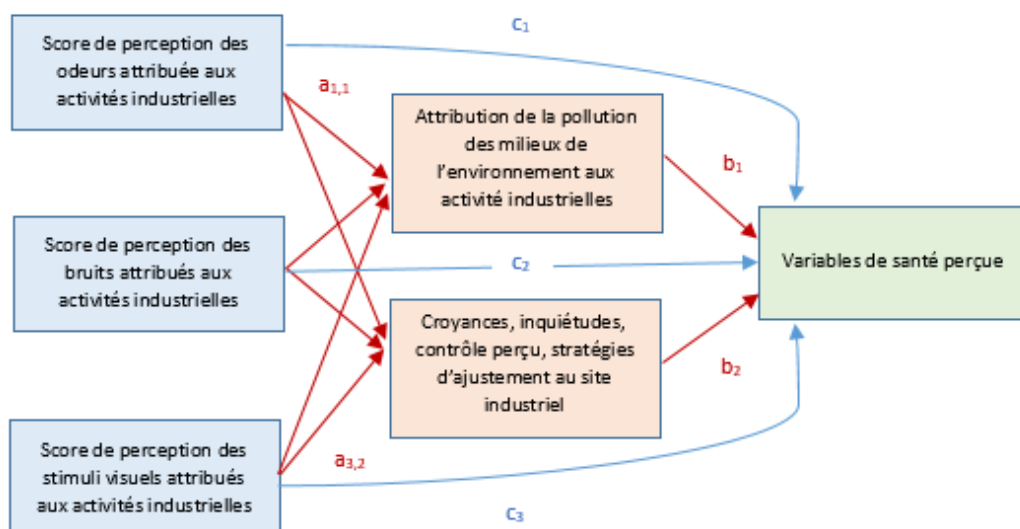 c1
Score de perception des
odeurs attribuée aux
activités industrielles
a1,1
Attribution de la pollution
des milieux de
l'environnement aux
activité industrielles
b1
Score de perception des
bruits attribués aux
activités industrielles
c2
Variables de santé perçue
Croyances, inquiétudes,
contrôle perçu, stratégies
d'ajustement au site
industriel
b2
Score de perception des
stimuli visuels attribués
aux activités industrielles
a3,2
c3